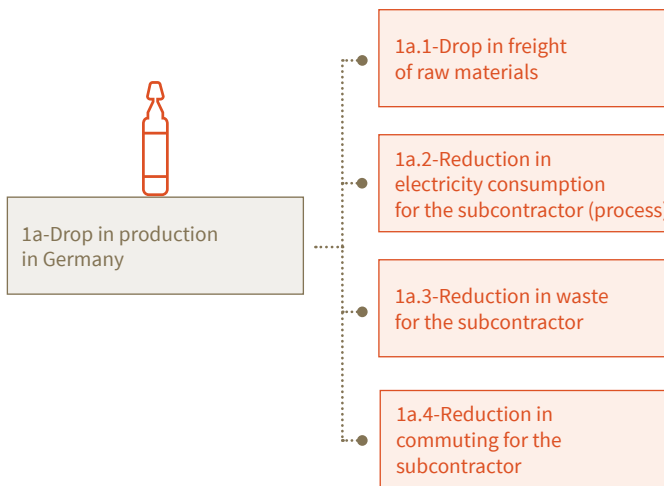 1a.1-Drop in freight
of raw materials
1a.2-Reduction in
electricity consumption
for the subcontractor (process)
1a-Drop in production
in Germany
1a.3-Reduction in waste
for the subcontractor
1a.4-Reduction in
commuting for the
subcontractor